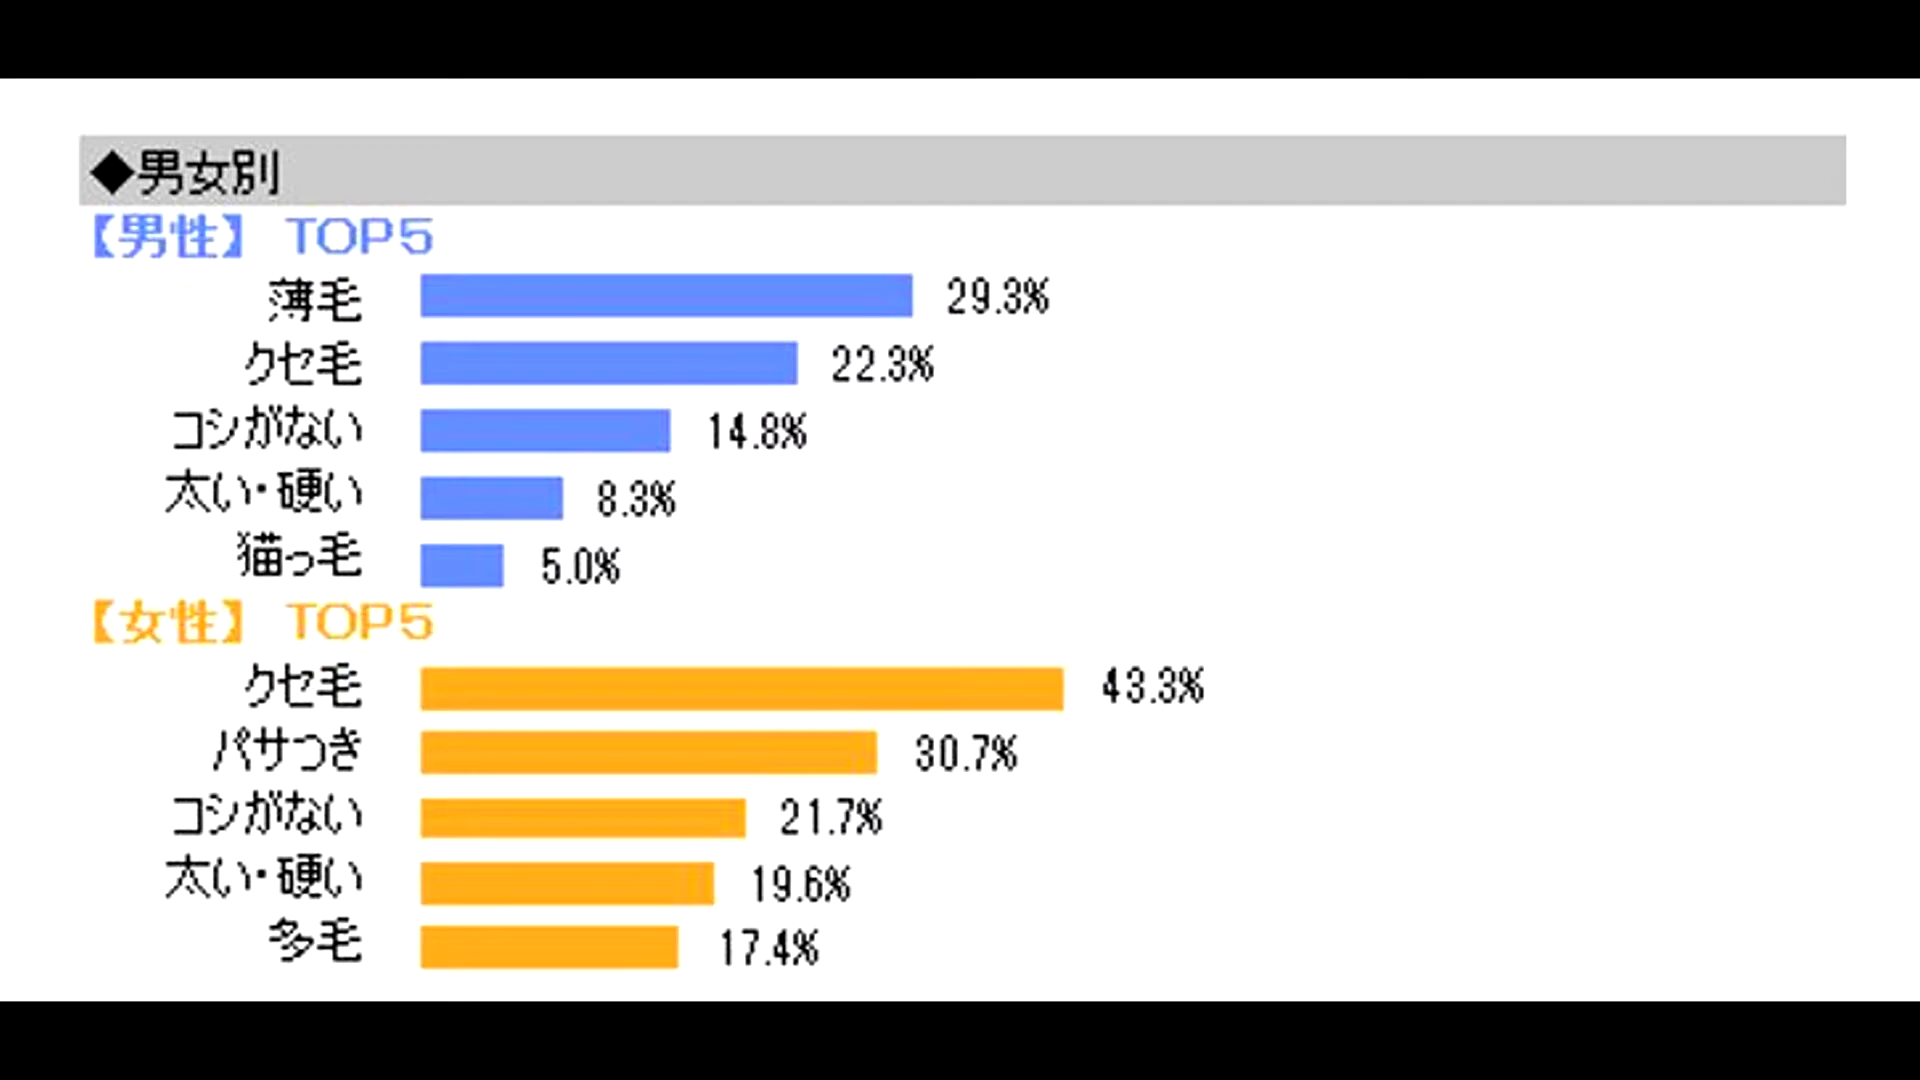 ◆男女別
【男性】 TOP5
薄毛 29.3%
クセ毛 22.3%
コシがない 14.8%
太い・硬い 8.3%
猫っ毛 5.0%
【女性】 TOP5
クセ毛 43.3%
パサつき 30.7%
コシがない 21.7%
太い・硬い 19.6%
多毛 17.4%